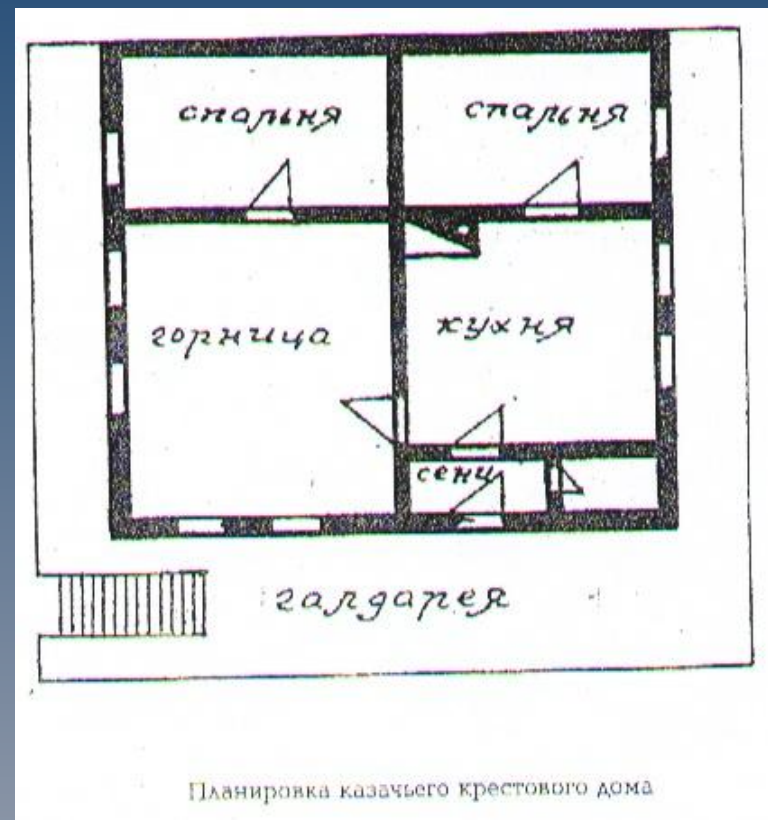 спальня
спальня
горница
кухня
сени
галдарея
Планировка казачьего крестового дома